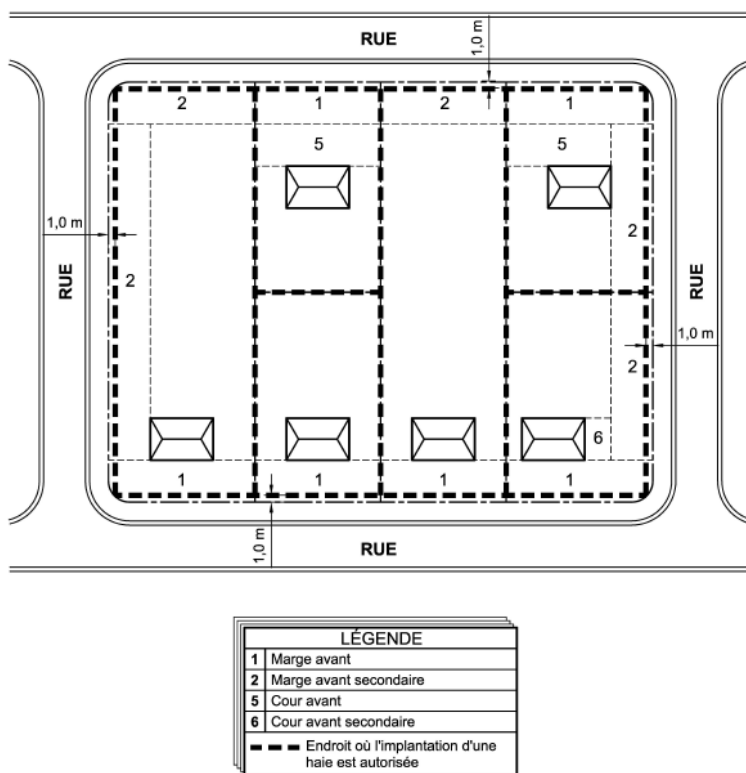 RUE
1,0 m
2 1 2 1
5 5
1,0 m
2
RUE
2
RUE
1,0 m
2
6
1 1 1 1
1,0 m
RUE
LÉGENDE
1 Marge avant
2 Marge avant secondaire
5 Cour avant
6 Cour avant secondaire
Endroit où l'implantation d'une
haie est autorisée